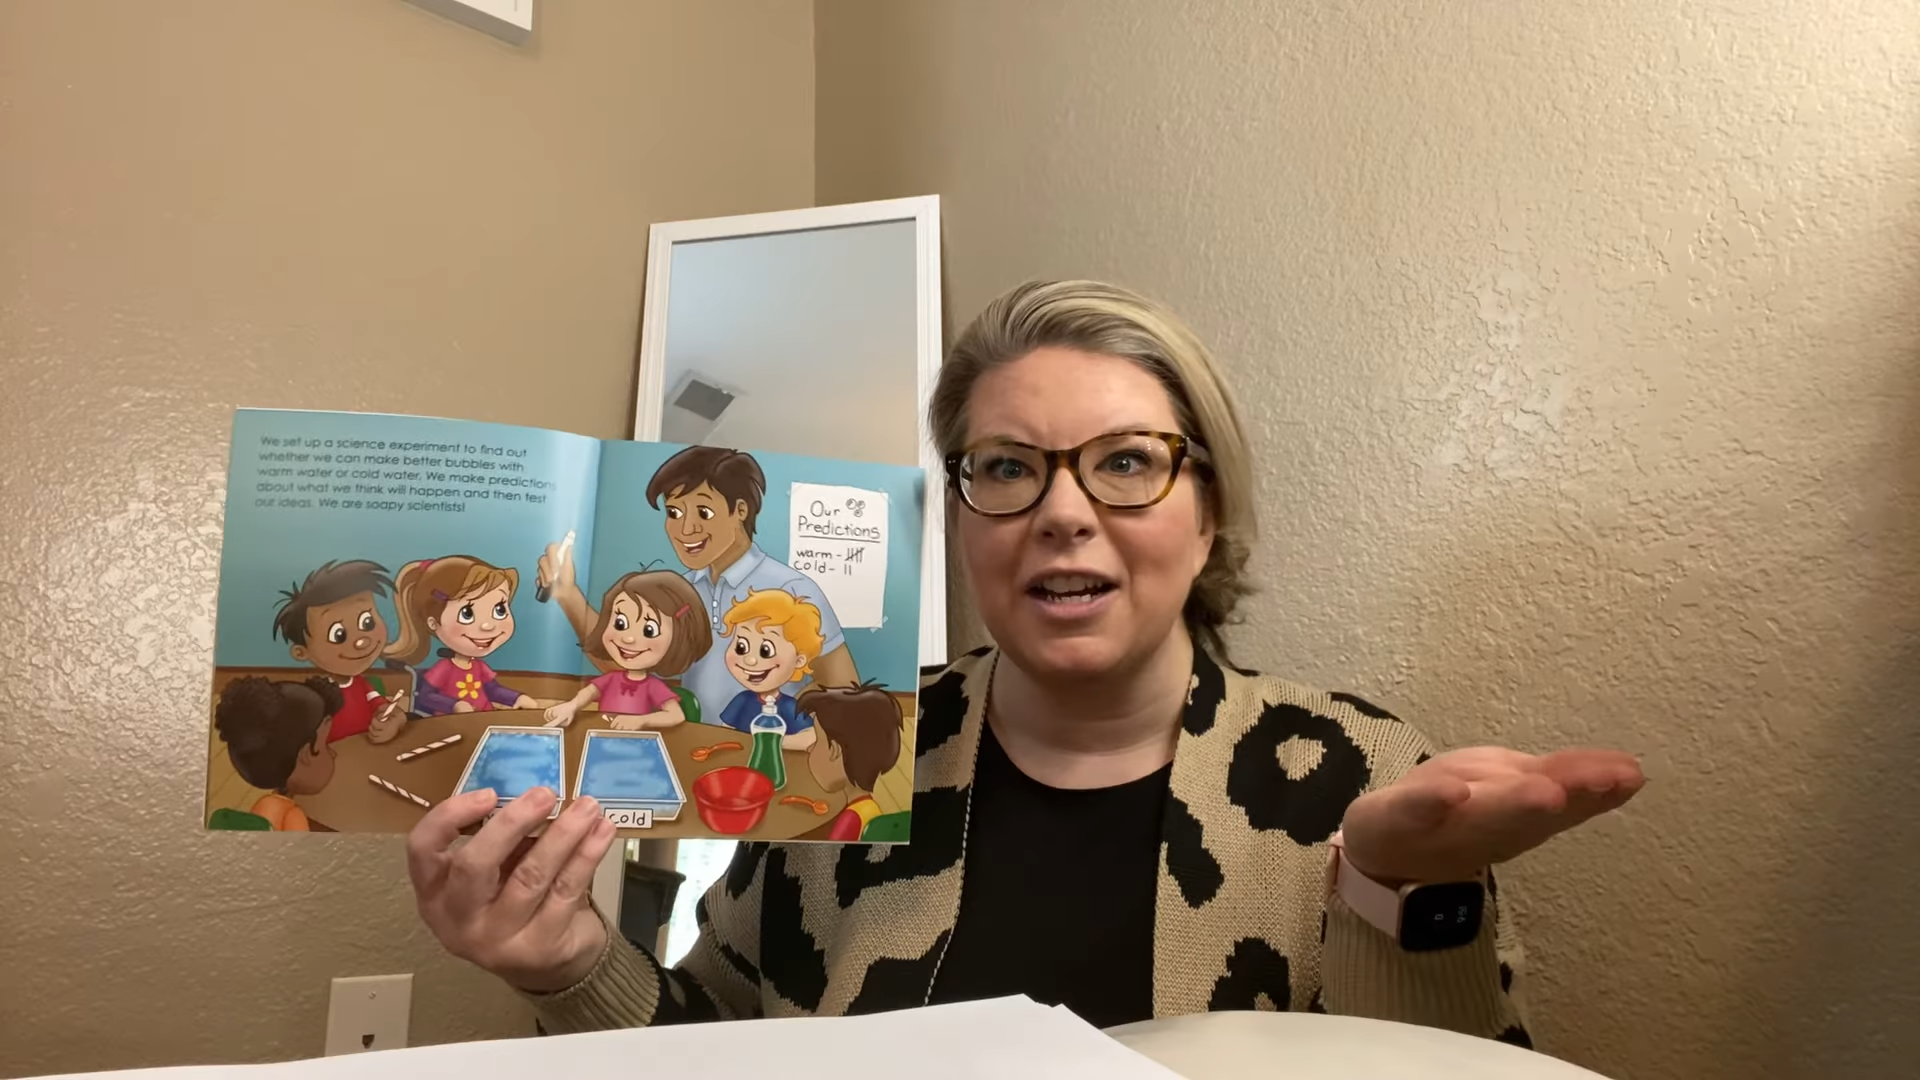 We set up a science experiment to find out
whether we can make better bubbles with
warm water or cold water. We make predictions
about what we think will happen and then test
our ideas. We are soapy scientists!
Our
Predictions
warm -
cold -
cold